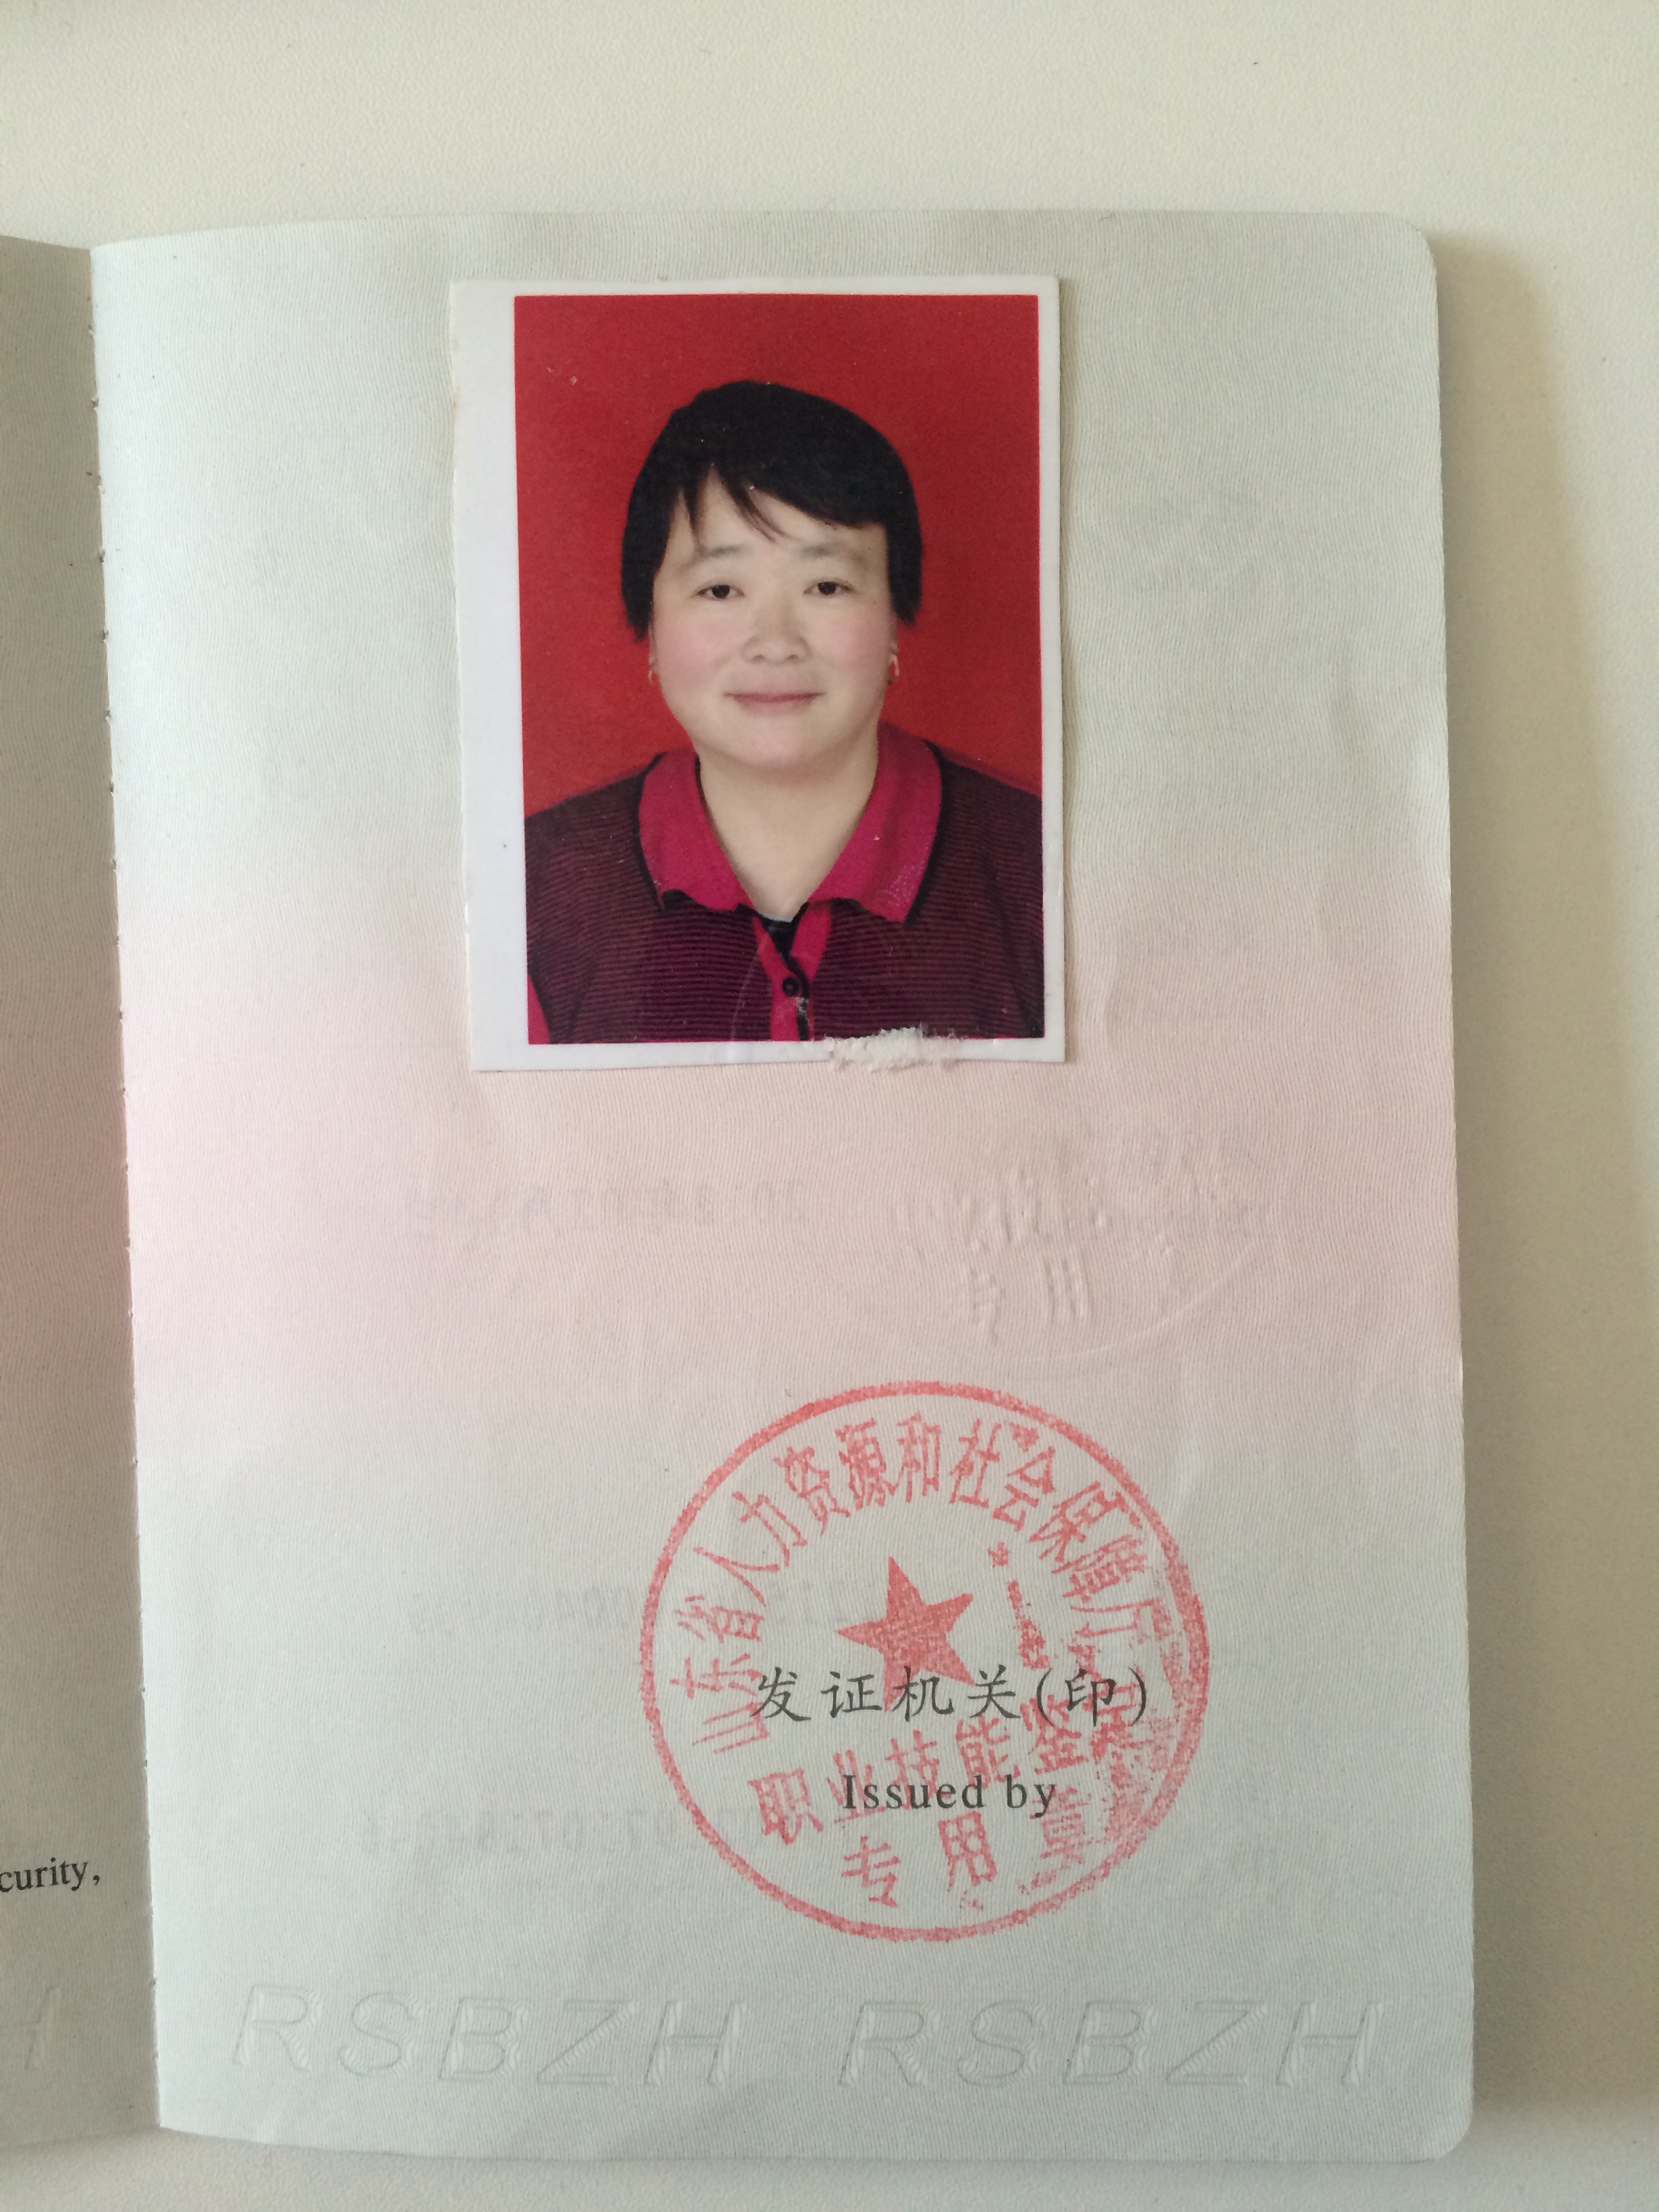 山东省人力资源和社会保障厅
发证机关(印)
职业技能鉴定
Issued by
专用章
专用
curity,
RSBZH RSBZH